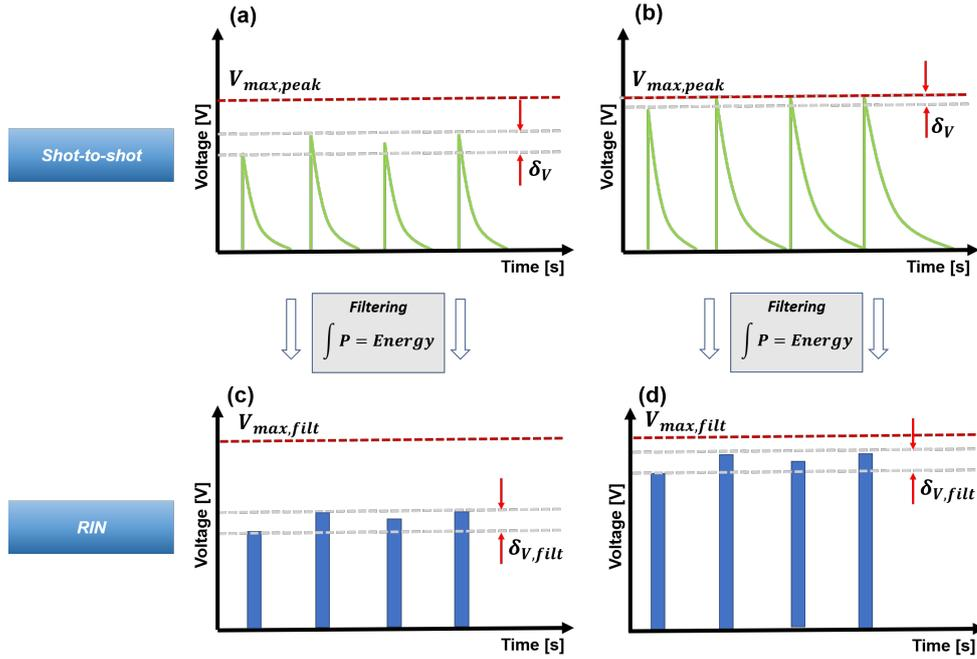 (a)
(b)
Shot-to-shot
Voltage [V]
V_max,peak
δ_V
Time [s]
Voltage [V]
V_max,peak
δ_V
Time [s]
Filtering
∫ P = Energy
Filtering
∫ P = Energy
(c)
(d)
RIN
Voltage [V]
V_max,filt
δ_V,filt
Time [s]
Voltage [V]
V_max,filt
δ_V,filt
Time [s]